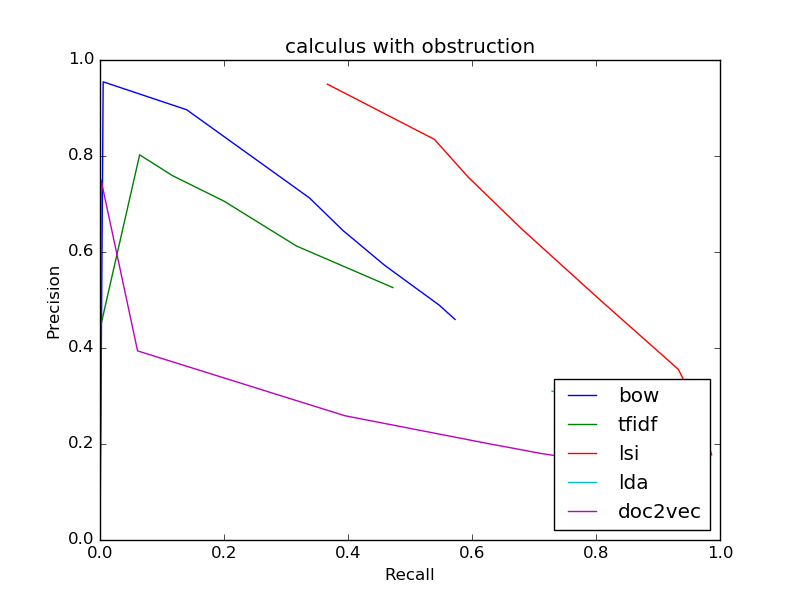 calculus with obstruction
1.0
0.8
0.6
0.4
0.2
0.0
Precision
0.0 0.2 0.4 0.6 0.8 1.0
Recall
bow
tfidf
lsi
lda
doc2vec